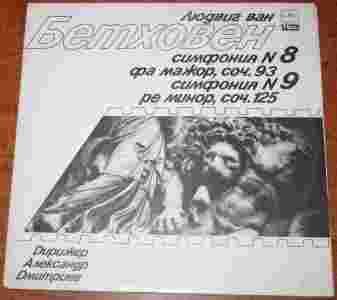 Людвиг ван
Бетховен
симфония N 8
фа мажор, соч. 93
симфония N 9
ре минор, соч. 125
Дирижер
Александр
Дмитриев